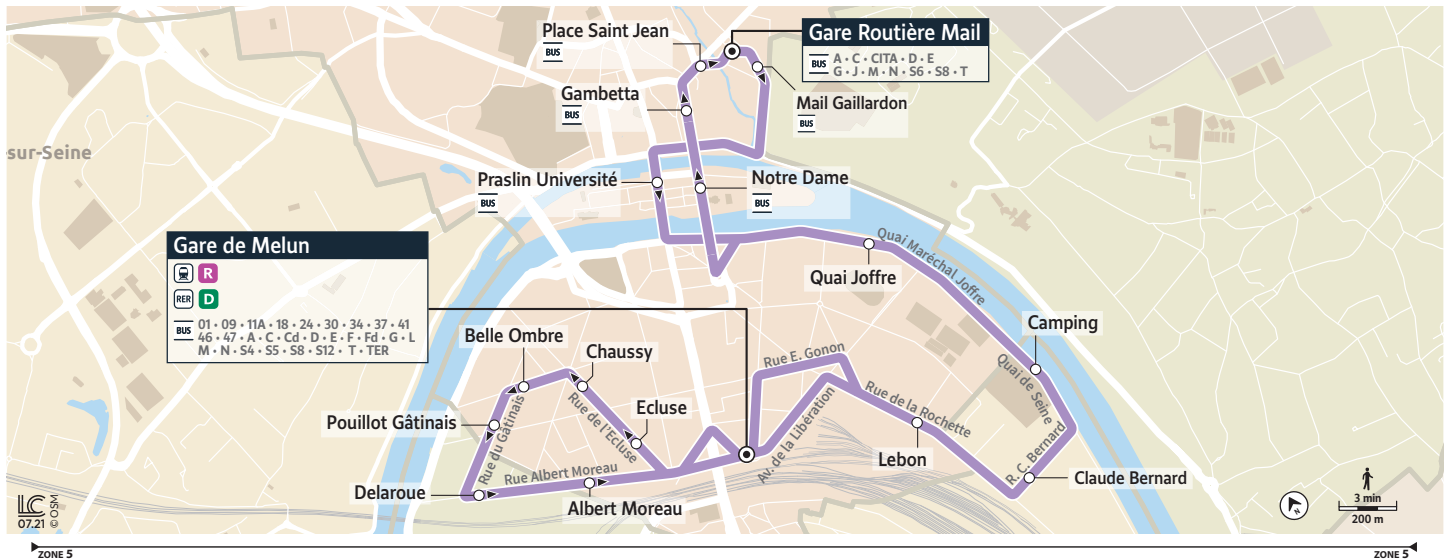 Place Saint Jean
BUS
Gare Routière Mail
BUS
A • C • CITA • D • E
G • J • M • N • S6 • S8 • T
Gambetta
BUS
Mail Gaillardon
BUS
sur-Seine
Praslin Université
BUS
Notre Dame
BUS
Gare de Melun
R
RER D
BUS
01 • 09 • 11A • 18 • 24 • 30 • 34 • 37 • 41
46 • 47 • A • C • Cd • D • E • F • Fd • G • L
M • N • S4 • S5 • S8 • S12 • T • TER
Quai Maréchal Joffre
Quai Joffre
Camping
Belle Ombre
Chaussy
Rue E. Gonon
Quai de Seine
Rue de la Rochette
Av. de la Libération
Pouillot Gâtinais
Rue du Gâtinais
Rue de l'Ecluse
Ecluse
Lebon
R. C. Bernard
Claude Bernard
Rue Albert Moreau
Delaroue
Albert Moreau
LC
07.21
© OSM
N
3 min
200 m
ZONE 5
ZONE 5